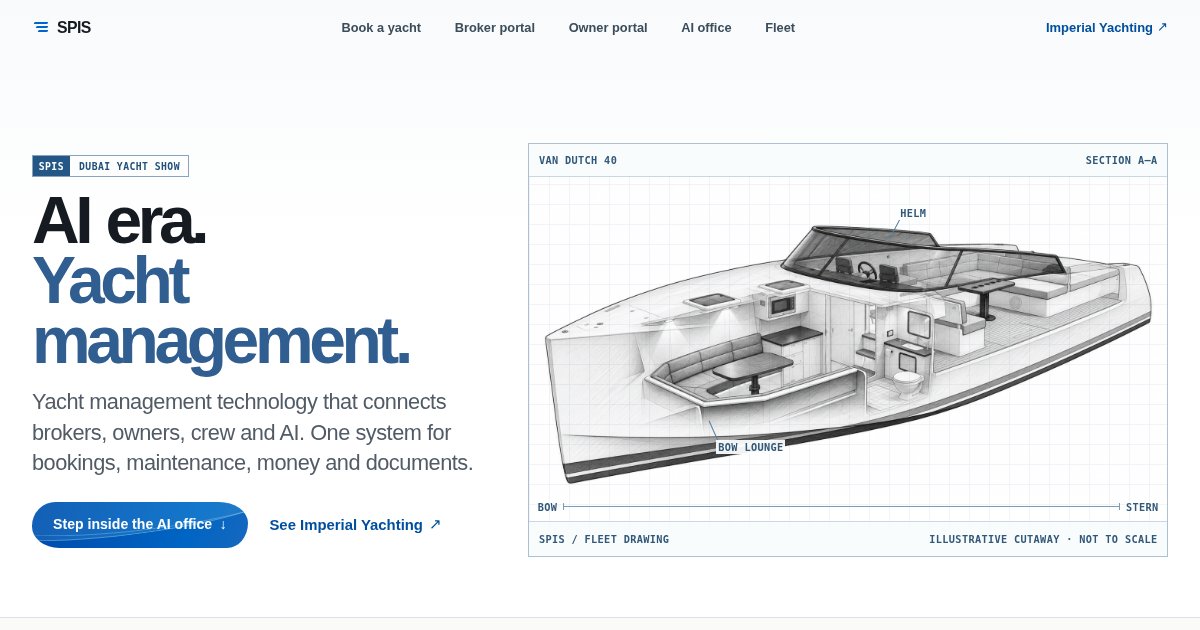 SPIS
Book a yacht
Broker portal
Owner portal
AI office
Fleet
Imperial Yachting ↗
SPIS DUBAI YACHT SHOW
AI era.
Yacht
management.
Yacht management technology that connects
brokers, owners, crew and AI. One system for
bookings, maintenance, money and documents.
Step inside the AI office ↓
See Imperial Yachting ↗
VAN DUTCH 40
SECTION A—A
HELM
BOW LOUNGE
BOW
STERN
SPIS / FLEET DRAWING
ILLUSTRATIVE CUTAWAY · NOT TO SCALE